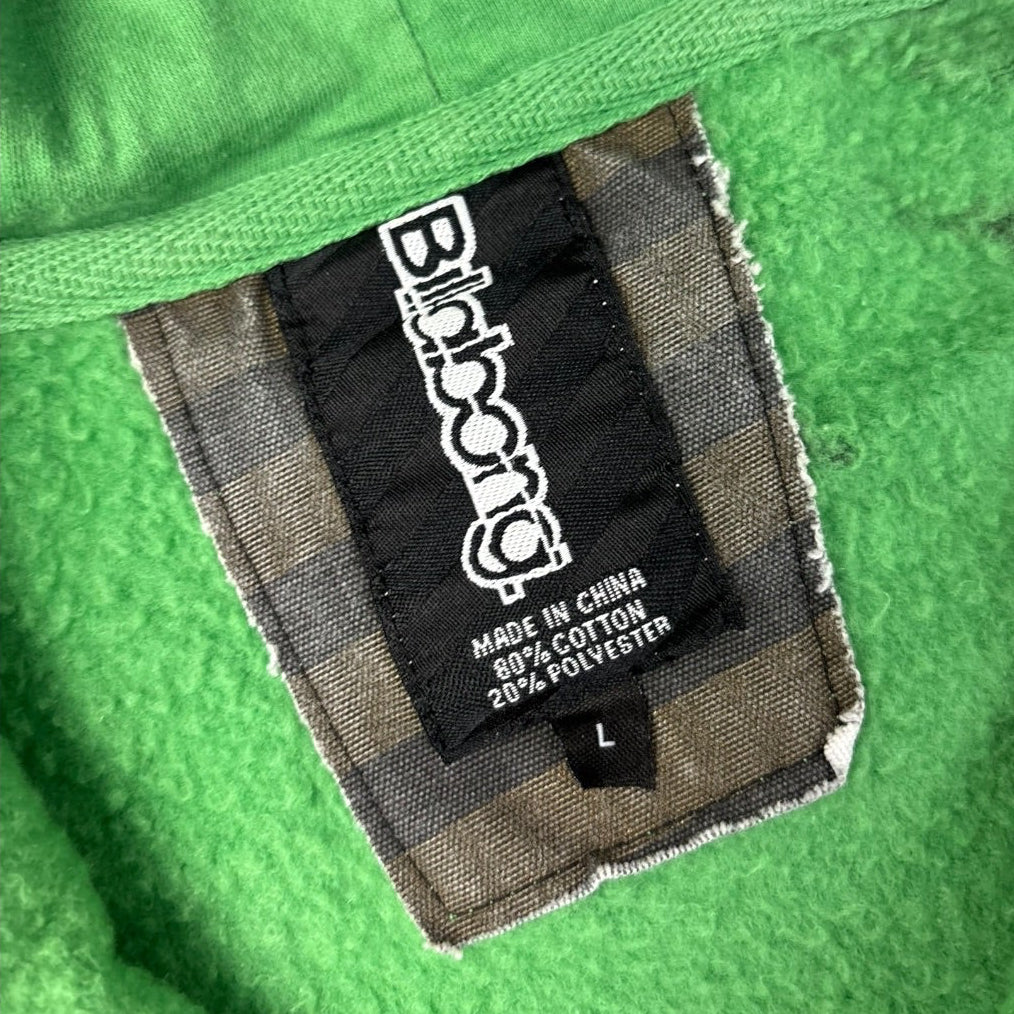 Billabong
MADE IN CHINA
80% COTTON
20% POLYESTER
L